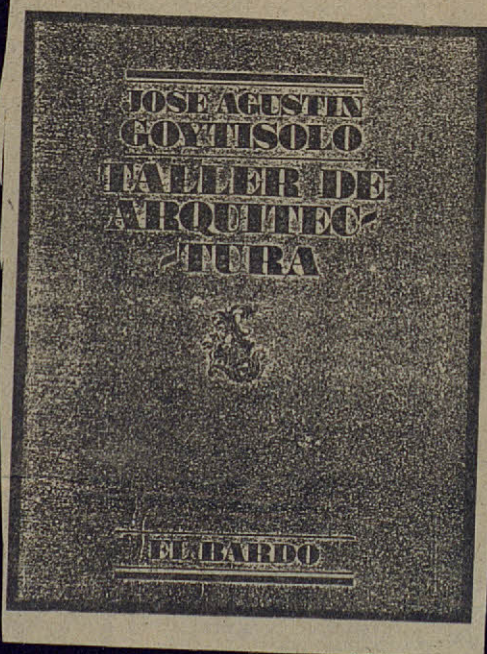 JOSE AGUSTIN
GOYTISOLO
TALLER DE
ARQUITEC-
-TURA
EL BARDO